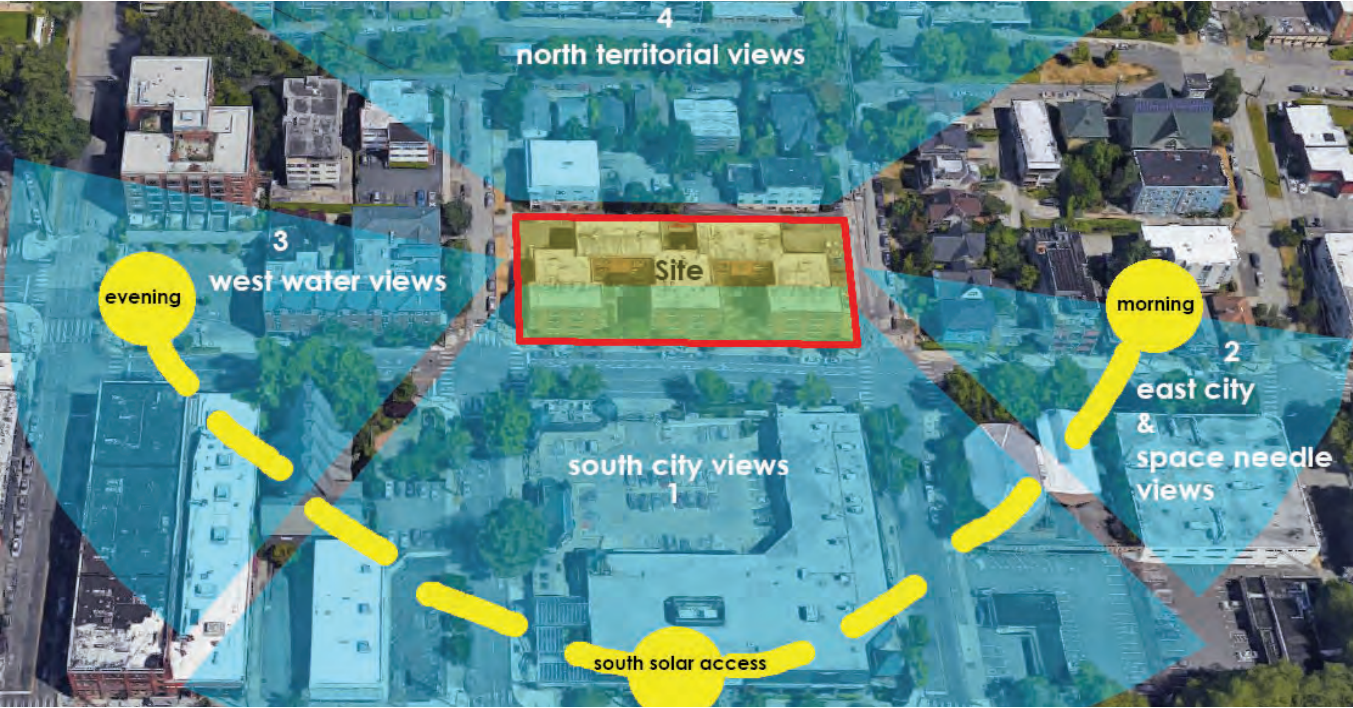 4
north territorial views
3
west water views
evening
Site
morning
2
east city
&
space needle
views
south city views
1
south solar access